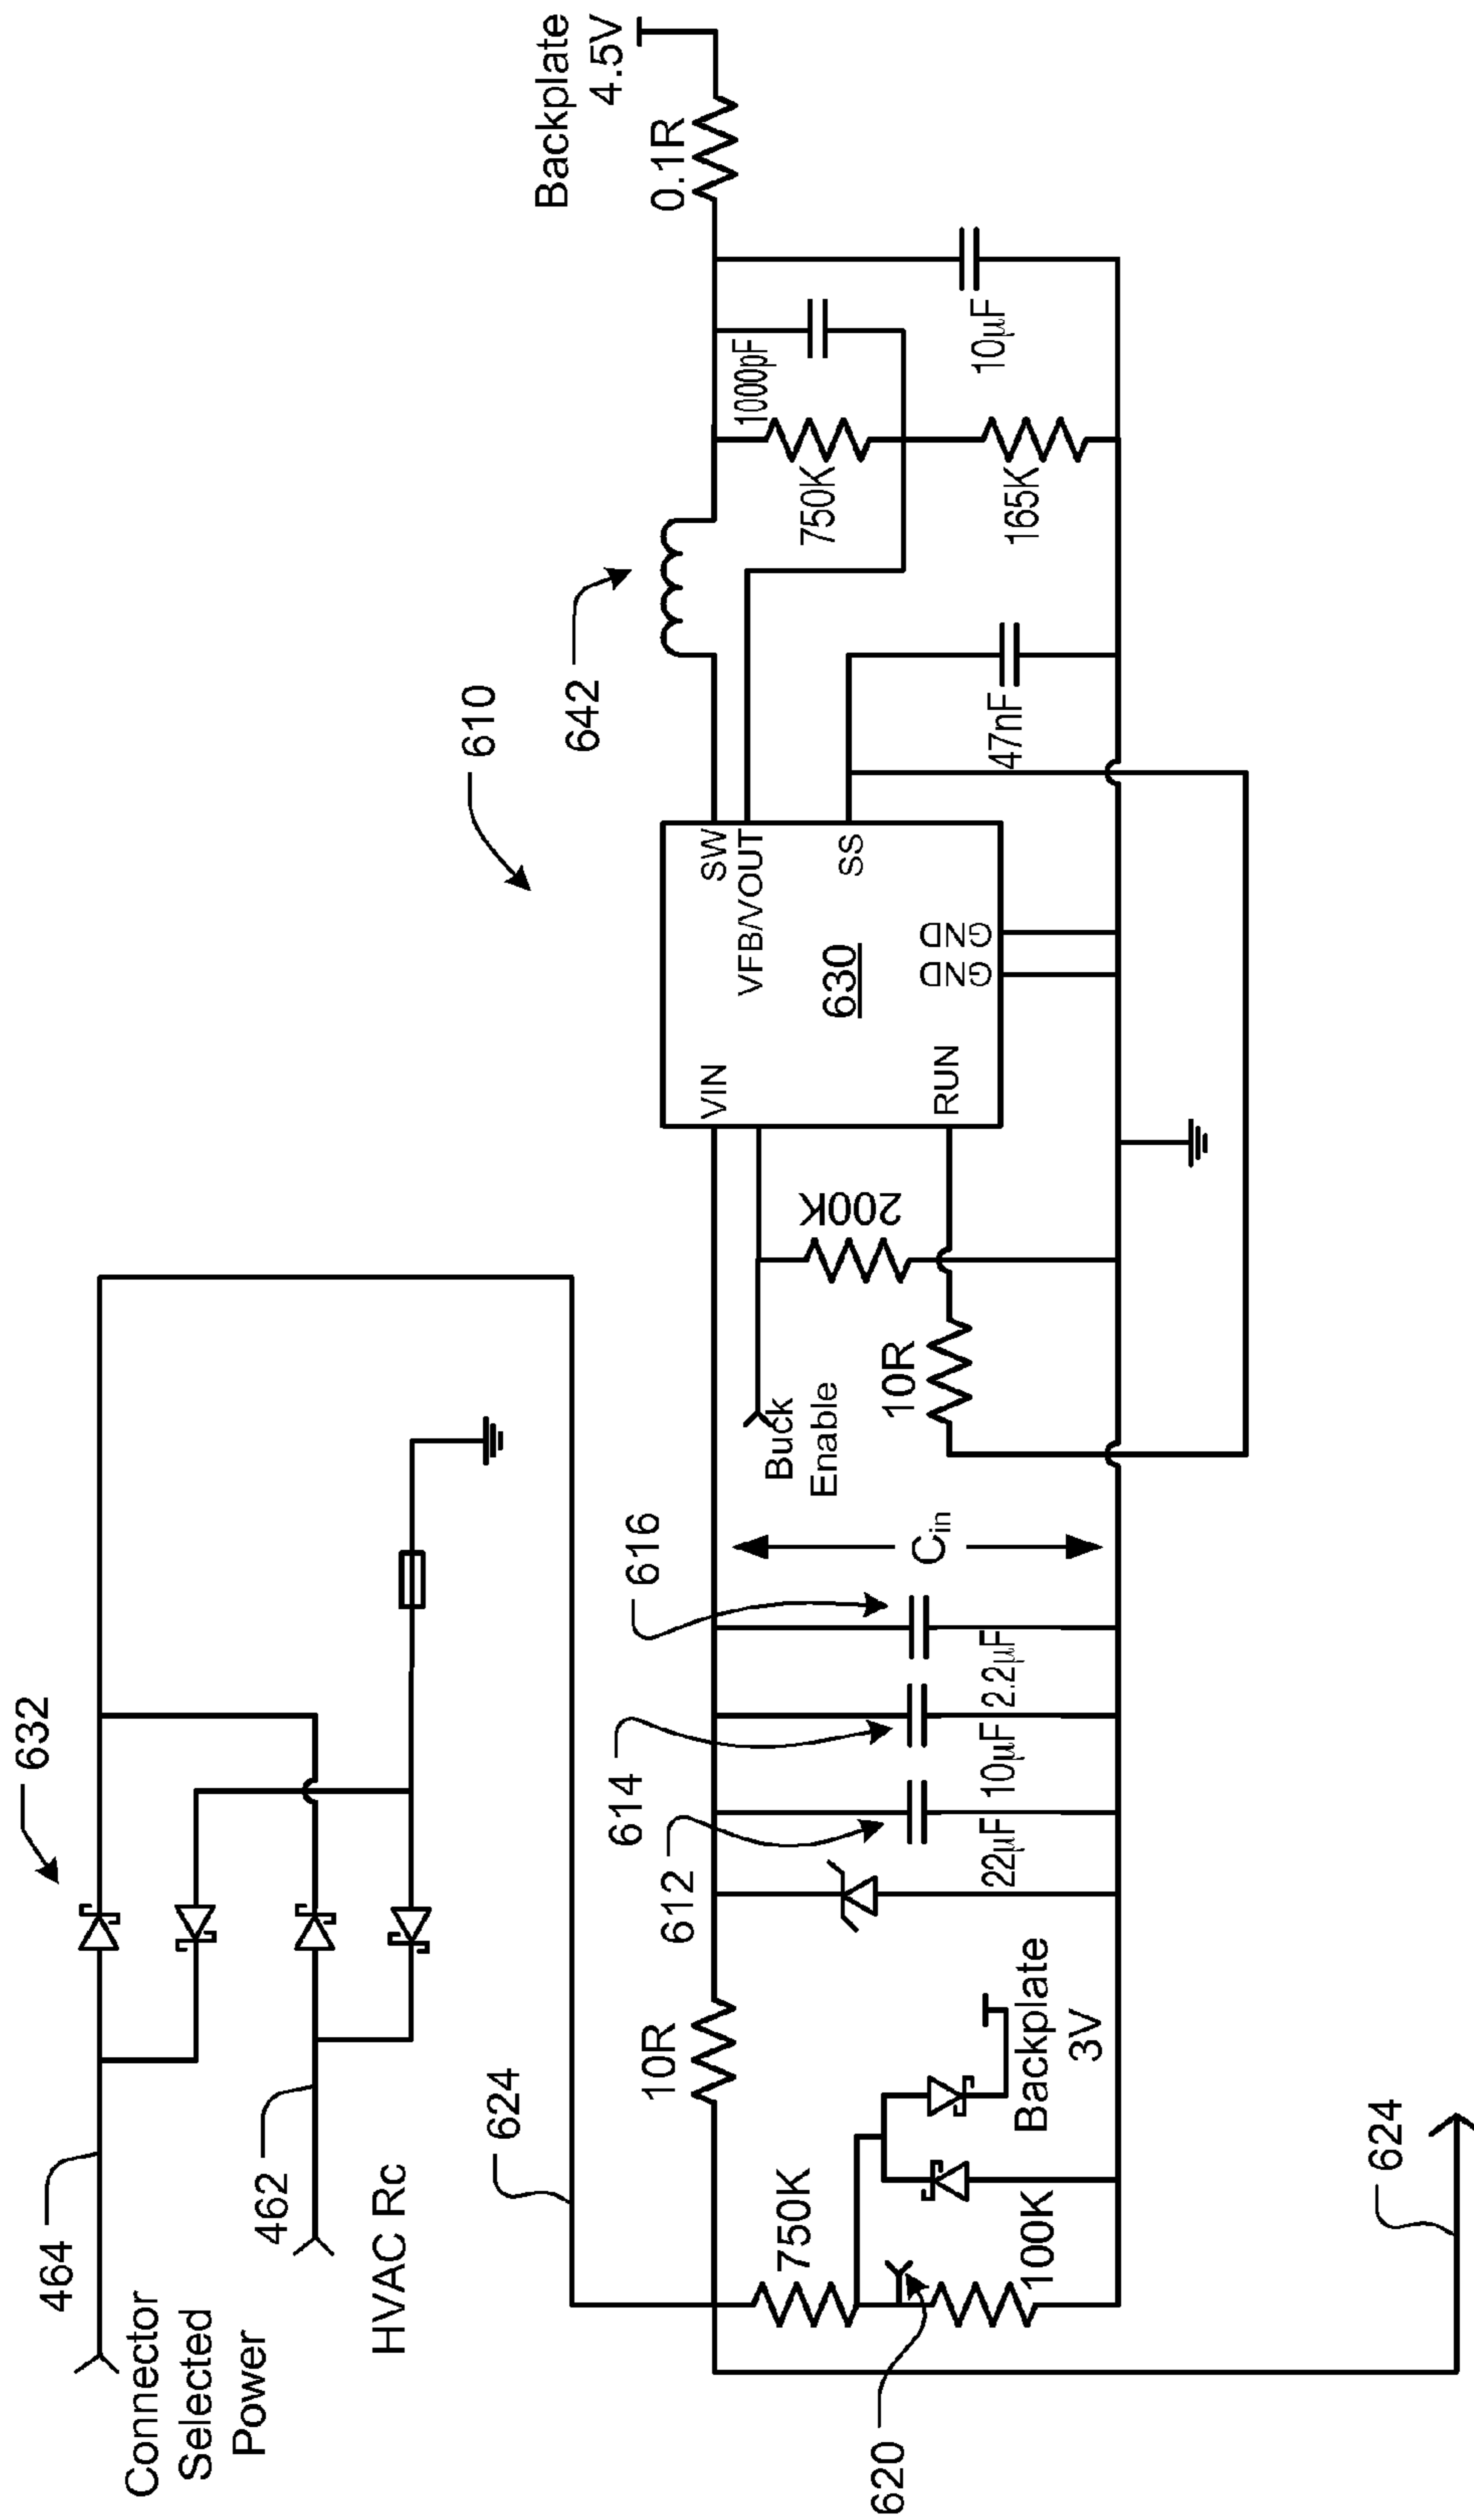 632
464
Connector
Selected
Power
462
HVAC Rc
624
610
642
Backplate
4.5V
0.1R
10R
612
614
616
22µF
10µF
2.2µF
Cin
Buck
Enable
200K
10R
VIN
RUN
630
GND
GND
SW
VFB/VOUT
SS
47nF
750K
165K
1000pF
10µF
750K
100K
620
Backplate
3V
624